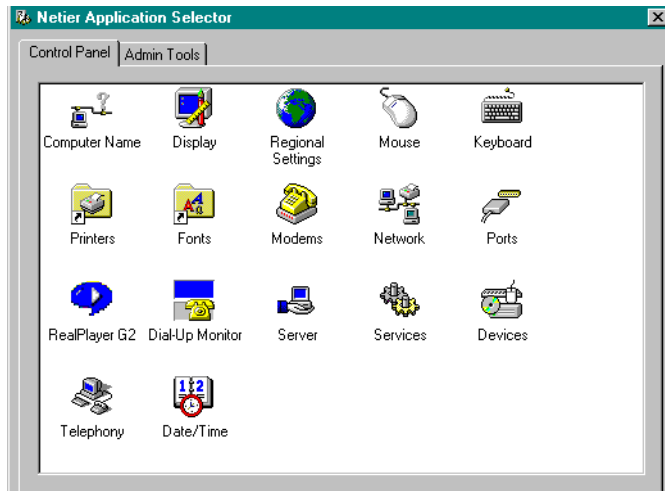 Netier Application Selector
Control Panel
Admin Tools
Computer Name
Display
Regional
Settings
Mouse
Keyboard
Printers
Fonts
Modems
Network
Ports
RealPlayer G2
Dial-Up Monitor
Server
Services
Devices
Telephony
Date/Time